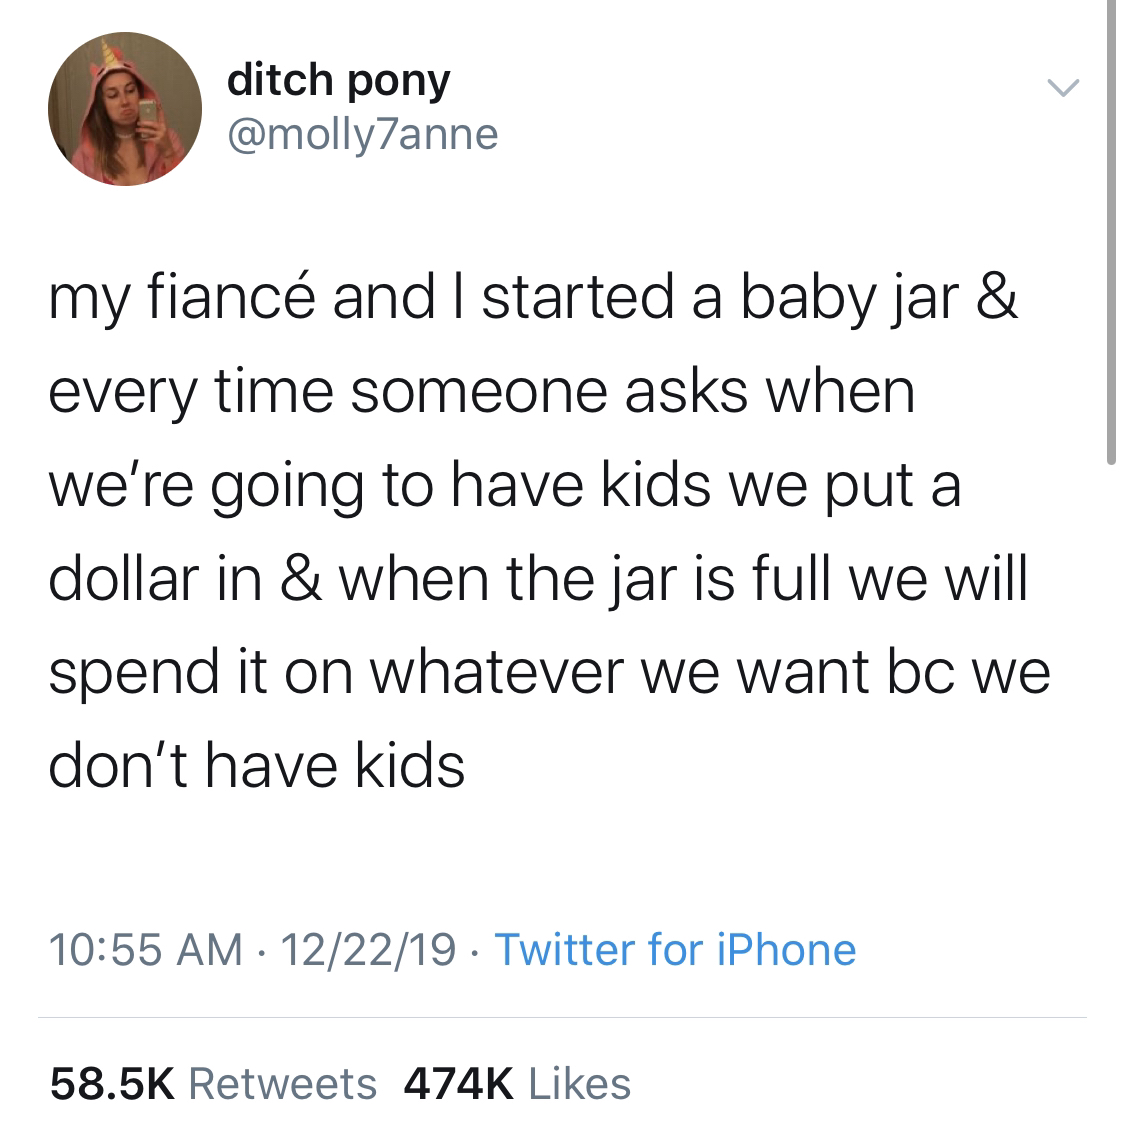 ditch pony
@molly7anne
my fiancé and I started a baby jar &
every time someone asks when
we’re going to have kids we put a
dollar in & when the jar is full we will
spend it on whatever we want bc we
don’t have kids
10:55 AM · 12/22/19 · Twitter for iPhone
58.5K Retweets 474K Likes